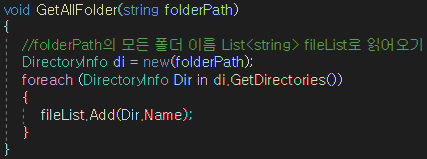 void GetAllFolder(string folderPath)
{
//folderPath의 모든 폴더 이름 List<string> fileList로 읽어오기
DirectoryInfo di = new(folderPath);
foreach (DirectoryInfo Dir in di.GetDirectories())
{
fileList.Add(Dir.Name);
}
}